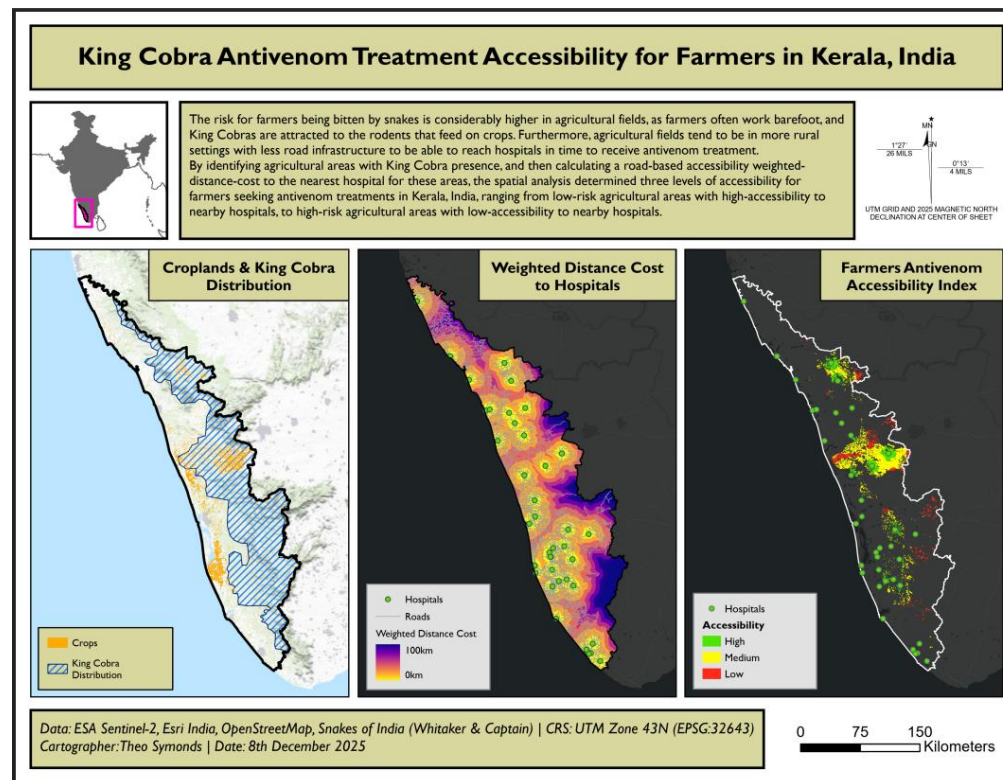 King Cobra Antivenom Treatment Accessibility for Farmers in Kerala, India
The risk for farmers being bitten by snakes is considerably higher in agricultural fields, as farmers often work barefoot, and
King Cobras are attracted to the rodents that feed on crops. Furthermore, agricultural fields tend to be in more rural
settings with less road infrastructure to be able to reach hospitals in time to receive antivenom treatment.
By identifying agricultural areas with King Cobra presence, and then calculating a road-based accessibility weighted-
distance-cost to the nearest hospital for these areas, the spatial analysis determined three levels of accessibility for
farmers seeking antivenom treatments in Kerala, India, ranging from low-risk agricultural areas with high-accessibility to
nearby hospitals, to high-risk agricultural areas with low-accessibility to nearby hospitals.
MN
GN
1°27'
26 MILS
0°13'
4 MILS
UTM GRID AND 2025 MAGNETIC NORTH
DECLINATION AT CENTER OF SHEET
Croplands & King Cobra
Distribution
Crops
King Cobra
Distribution
Weighted Distance Cost
to Hospitals
Hospitals
Roads
Weighted Distance Cost
100km
0km
Farmers Antivenom
Accessibility Index
Hospitals
Accessibility
High
Medium
Low
Data: ESA Sentinel-2, Esri India, OpenStreetMap, Snakes of India (Whitaker & Captain) | CRS: UTM Zone 43N (EPSG:32643)
Cartographer: Theo Symonds | Date: 8th December 2025
0 75 150
Kilometers